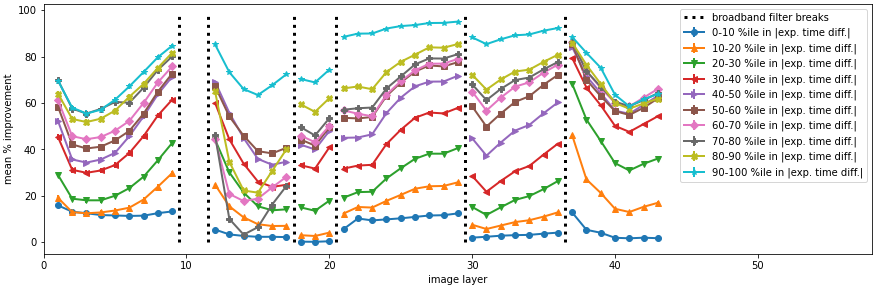 100
80
60
40
20
0
mean % improvement
0
10
20
30
40
50
image layer
broadband filter breaks
0-10 %ile in |exp. time diff.|
10-20 %ile in |exp. time diff.|
20-30 %ile in |exp. time diff.|
30-40 %ile in |exp. time diff.|
40-50 %ile in |exp. time diff.|
50-60 %ile in |exp. time diff.|
60-70 %ile in |exp. time diff.|
70-80 %ile in |exp. time diff.|
80-90 %ile in |exp. time diff.|
90-100 %ile in |exp. time diff.|